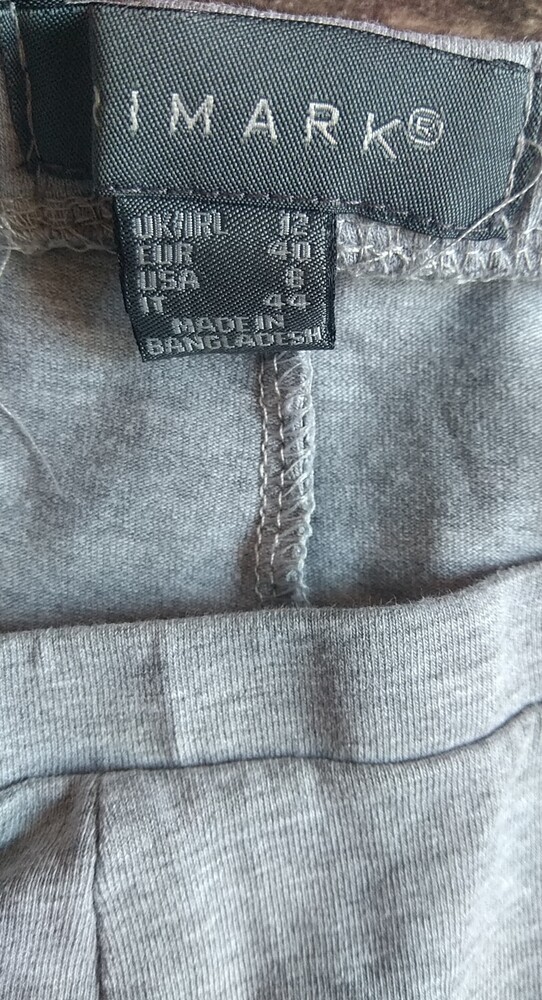 IMARK®
UK/IRL 12
EUR 40
USA 8
IT 44
MADE IN
BANGLADESH